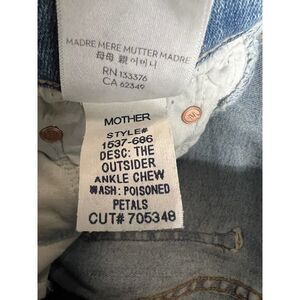 MADRE MERE MUTTER MADRE
母母 親 어머니
RN 133376
CA 62349
MOTHER
STYLE#
1537-686
DESC: THE
OUTSIDER
ANKLE CHEW
WASH: POISONED
PETALS
CUT# 705348